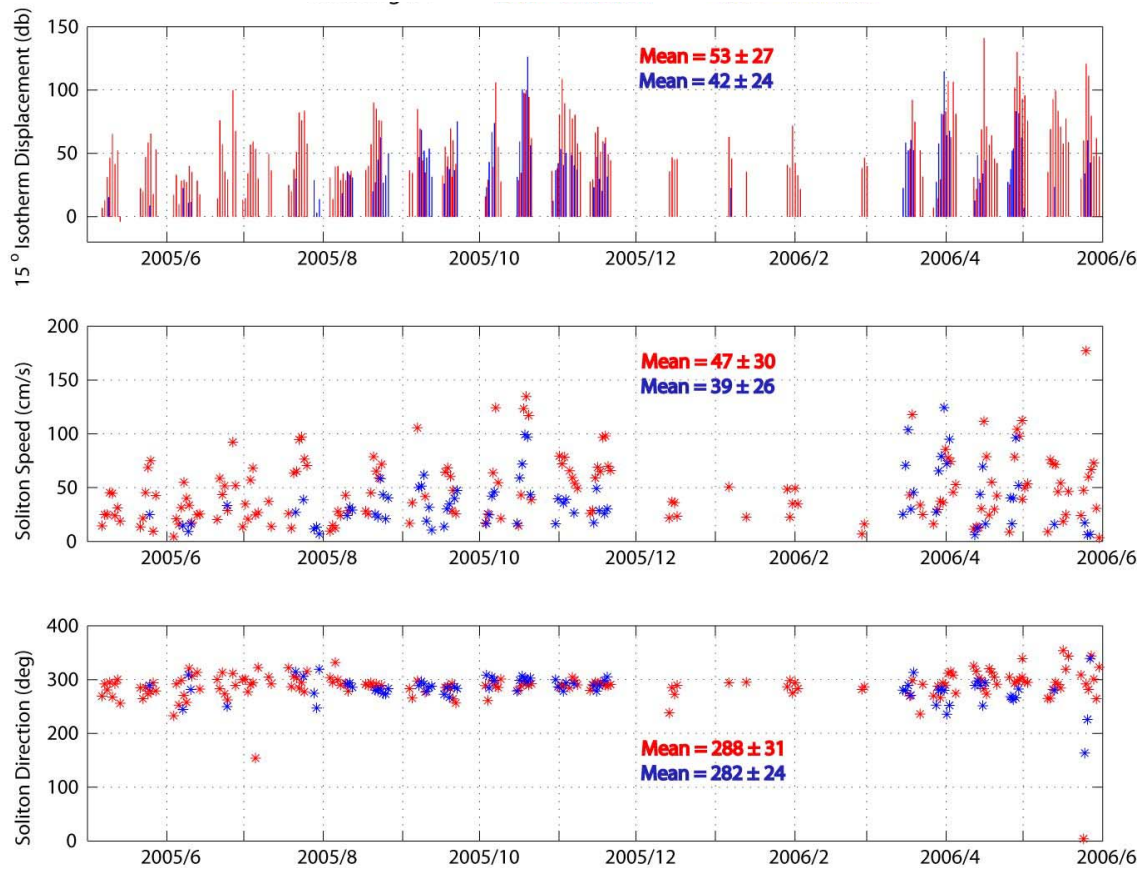 150
100
50
0
15 ° Isotherm Displacement (db)
Mean = 53 ± 27
Mean = 42 ± 24
2005/6 2005/8 2005/10 2005/12 2006/2 2006/4 2006/6
200
150
100
50
0
Soliton Speed (cm/s)
Mean = 47 ± 30
Mean = 39 ± 26
2005/6 2005/8 2005/10 2005/12 2006/2 2006/4 2006/6
400
300
200
100
0
Soliton Direction (deg)
Mean = 288 ± 31
Mean = 282 ± 24
2005/6 2005/8 2005/10 2005/12 2006/2 2006/4 2006/6